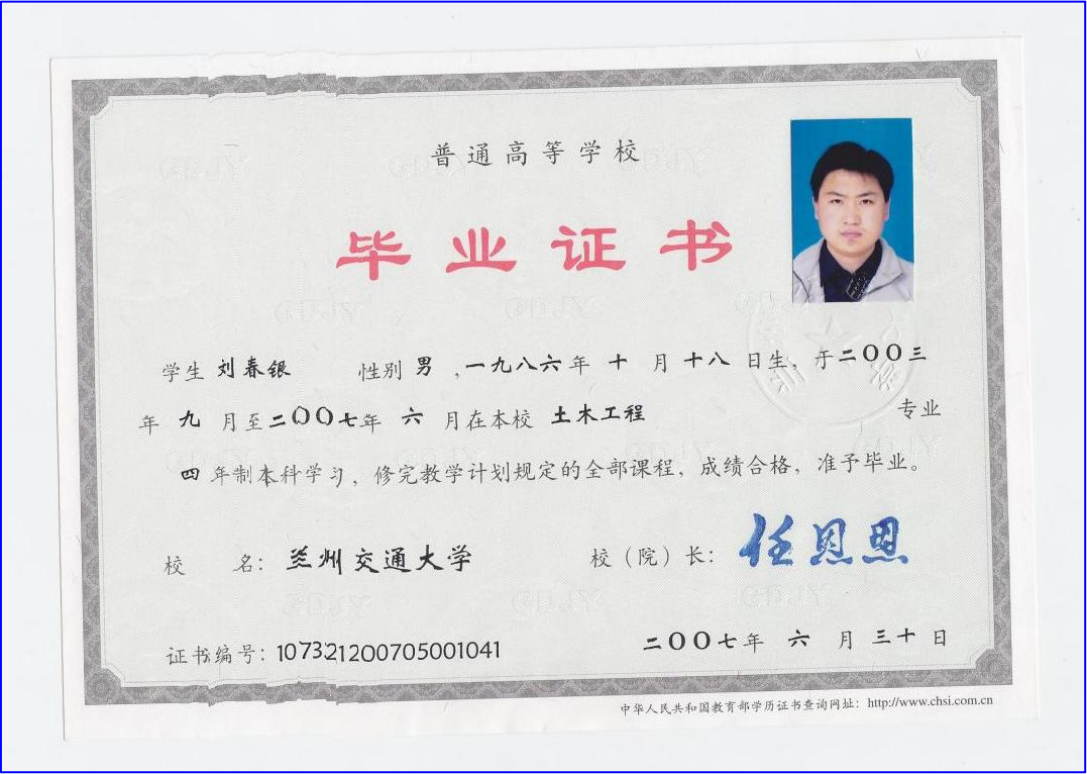 普通高等学校
毕业证书
学生 刘春银 性别 男 ,一九八六年 十 月 十八 日生，于二〇〇三
年 九 月至二〇〇七年 六 月在本校 土木工程 专业
四 年制本科学习，修完教学计划规定的全部课程，成绩合格，准予毕业。
校 名：兰州交通大学 校（院）长：任恩恩
证书编号：107321200705001041 二〇〇七年 六 月 三十 日
中华人民共和国教育部学历证书查询网址：http://www.chsi.com.cn